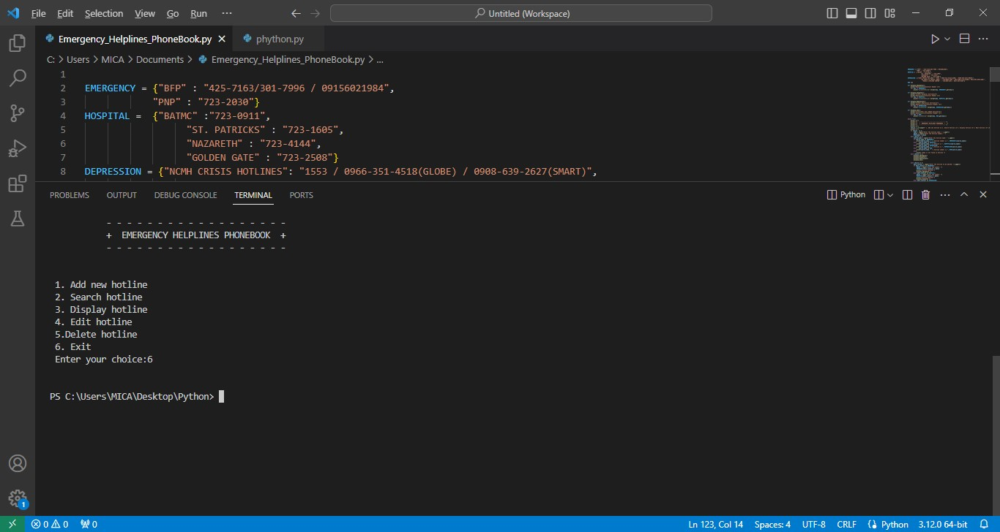 File Edit Selection View Go Run ··· Untitled (Workspace)
Emergency_Helplines_PhoneBook.py phython.py
C: > Users > MICA > Documents > Emergency_Helplines_PhoneBook.py > ...
1
2 EMERGENCY = {"BFP" : "425-7163/301-7996 / 09156021984",
3 "PNP" : "723-2030"}
4 HOSPITAL = {"BATMC" :"723-0911",
5 "ST. PATRICKS" : "723-1605",
6 "NAZARETH" : "723-4144",
7 "GOLDEN GATE" : "723-2508"}
8 DEPRESSION = {"NCMH CRISIS HOTLINES": "1553 / 0966-351-4518(GLOBE) / 0908-639-2627(SMART)",
PROBLEMS OUTPUT DEBUG CONSOLE TERMINAL PORTS Python
- - - - - - - - - - - - - - - - - -
+ EMERGENCY HELPLINES PHONEBOOK +
- - - - - - - - - - - - - - - - - -
1. Add new hotline
2. Search hotline
3. Display hotline
4. Edit hotline
5.Delete hotline
6. Exit
Enter your choice:6
PS C:\Users\MICA\Desktop\Python>
1
0 0 0 Ln 123, Col 14 Spaces: 4 UTF-8 CRLF Python 3.12.0 64-bit